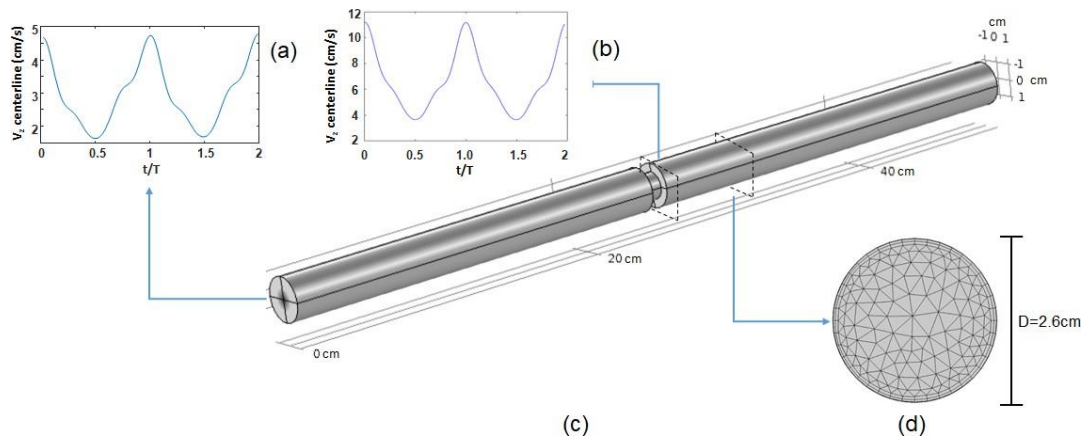 (a)
V_z centerline (cm/s)
5
4
3
2
0
0.5
1
1.5
2
t/T
(b)
V_z centerline (cm/s)
12
10
8
6
4
2
0
0.5
1.0
1.5
2
t/T
cm
-1 0 1
-1
0 cm
1
40 cm
20 cm
0 cm
D=2.6cm
(c)
(d)